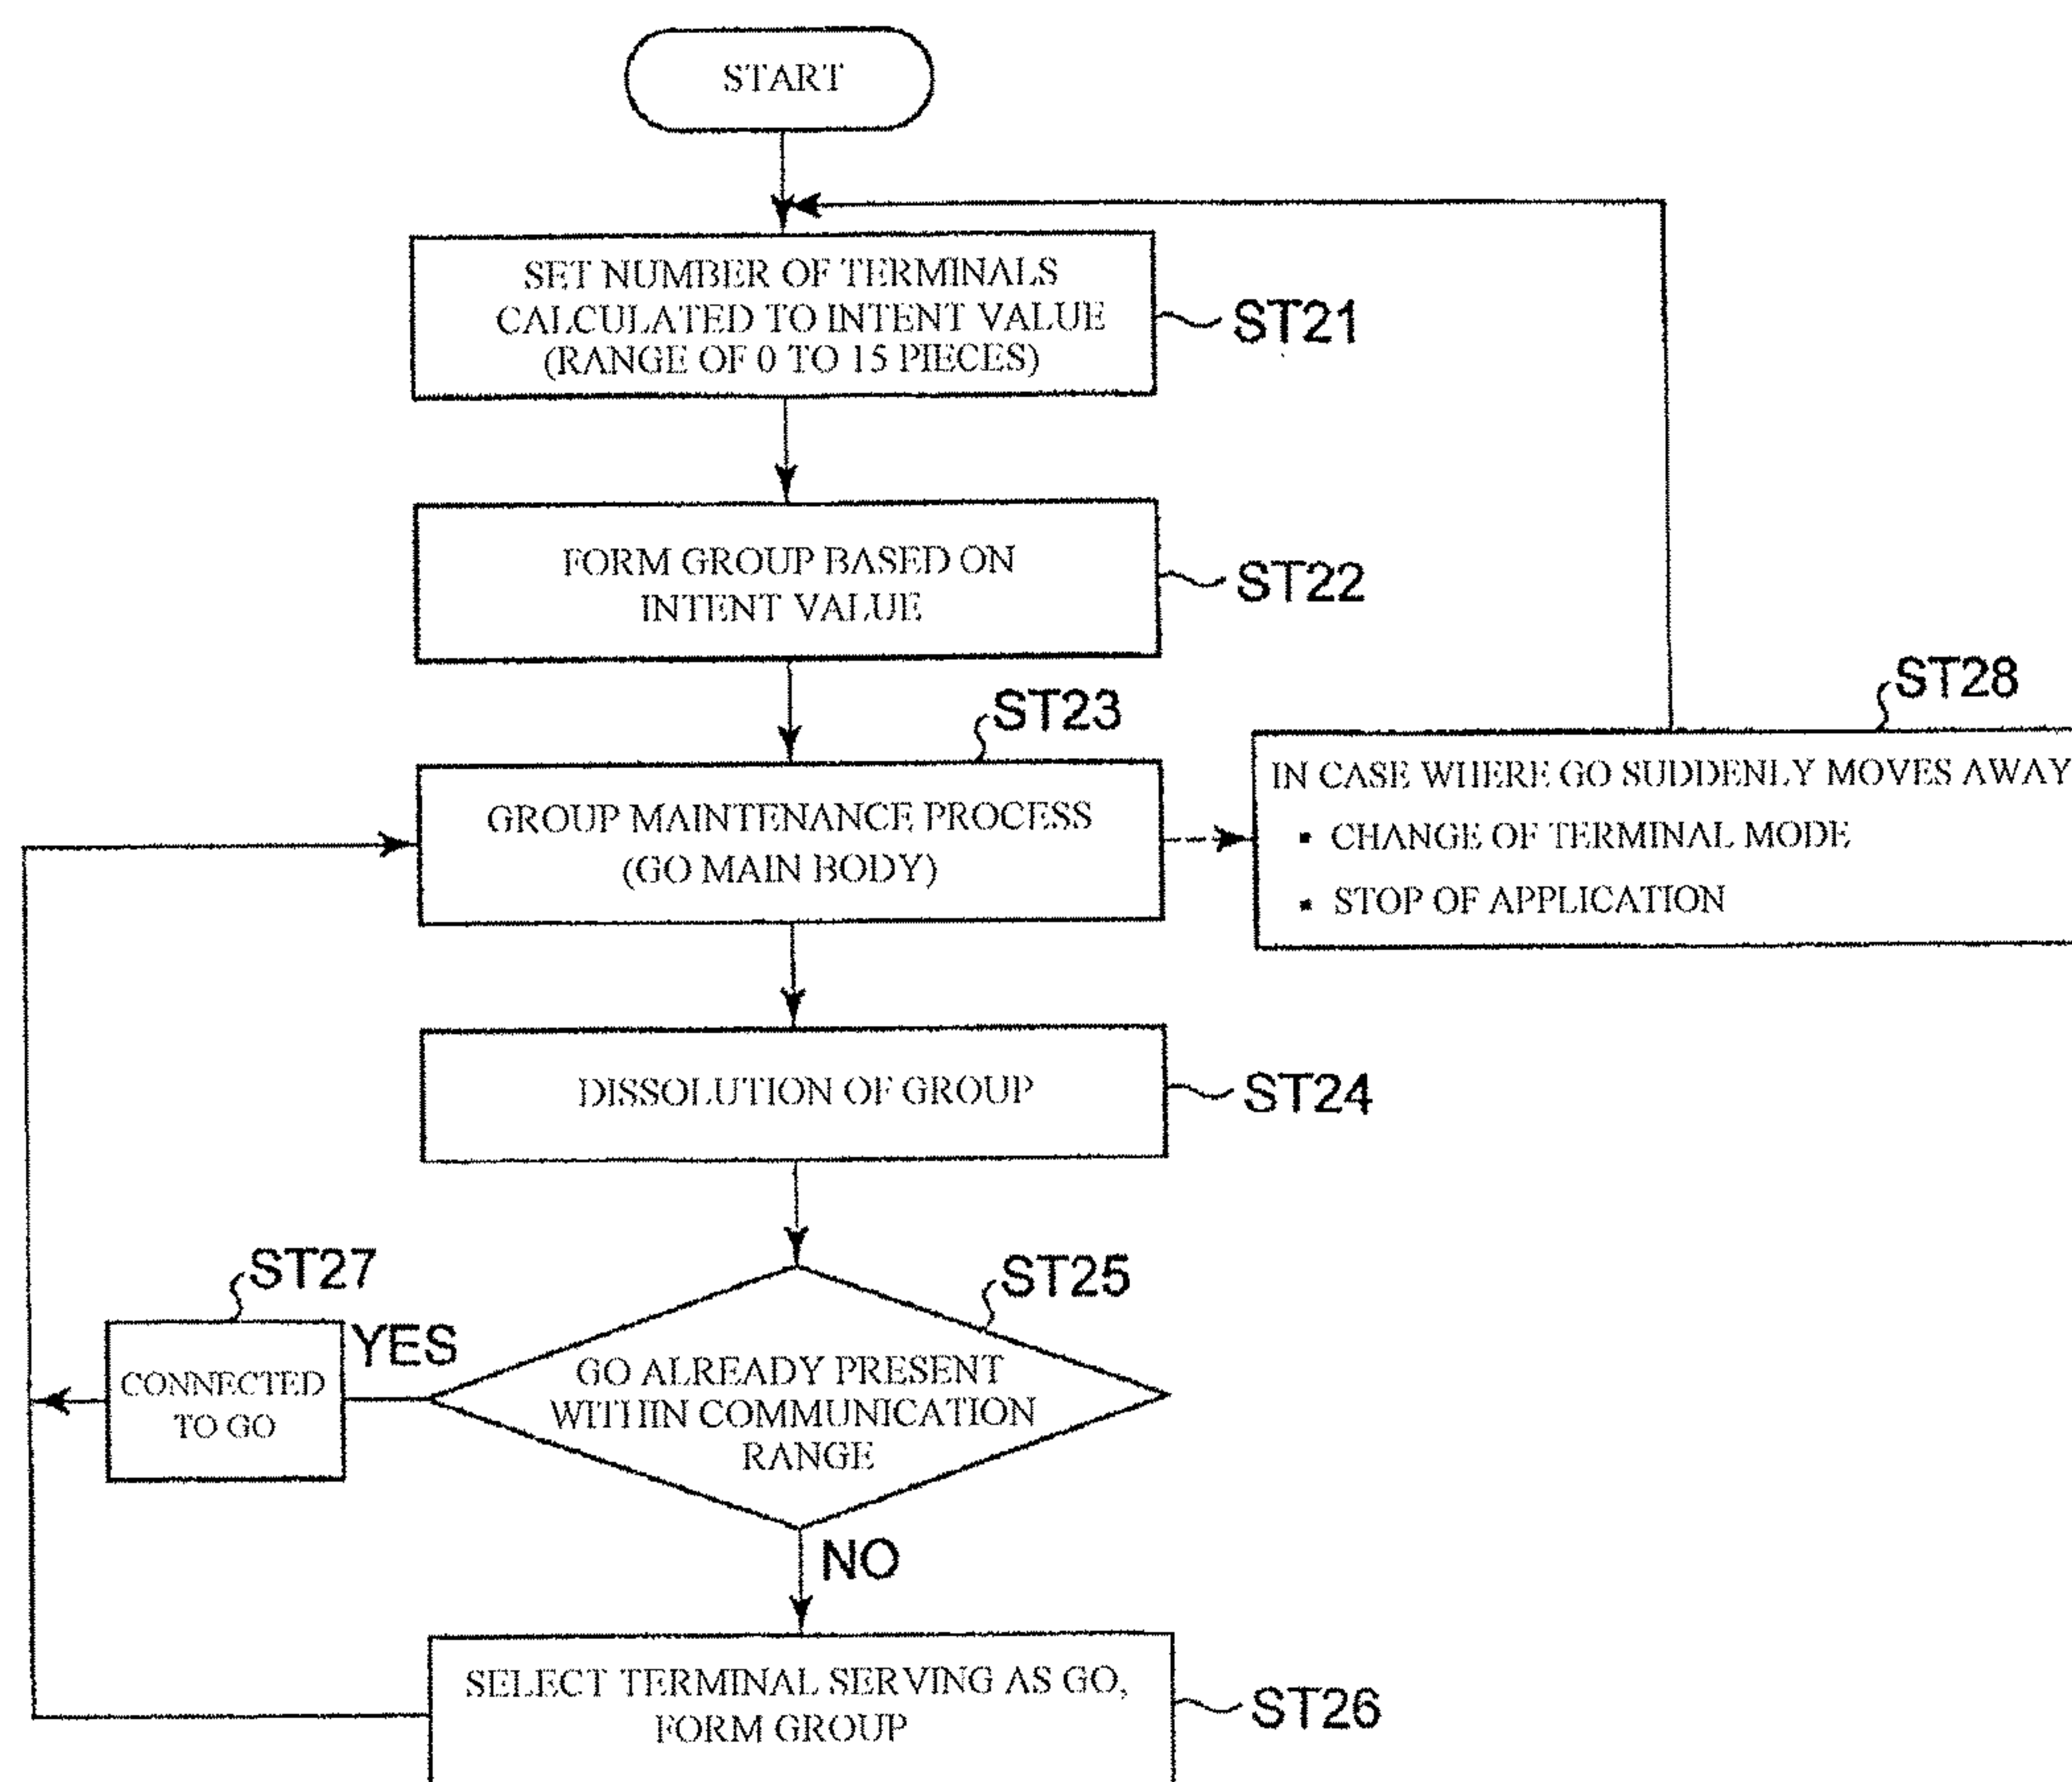 START
SET NUMBER OF TERMINALS
CALCULATED TO INTENT VALUE
(RANGE OF 0 TO 15 PIECES)
ST21
FORM GROUP BASED ON
INTENT VALUE
ST22
ST23
GROUP MAINTENANCE PROCESS
(GO MAIN BODY)
ST28
IN CASE WHERE GO SUDDENLY MOVES AWAY
▪ CHANGE OF TERMINAL MODE
▪ STOP OF APPLICATION
DISSOLUTION OF GROUP
ST24
ST25
GO ALREADY PRESENT
WITHIN COMMUNICATION
RANGE
ST27
YES
CONNECTED
TO GO
NO
SELECT TERMINAL SERVING AS GO,
FORM GROUP
ST26